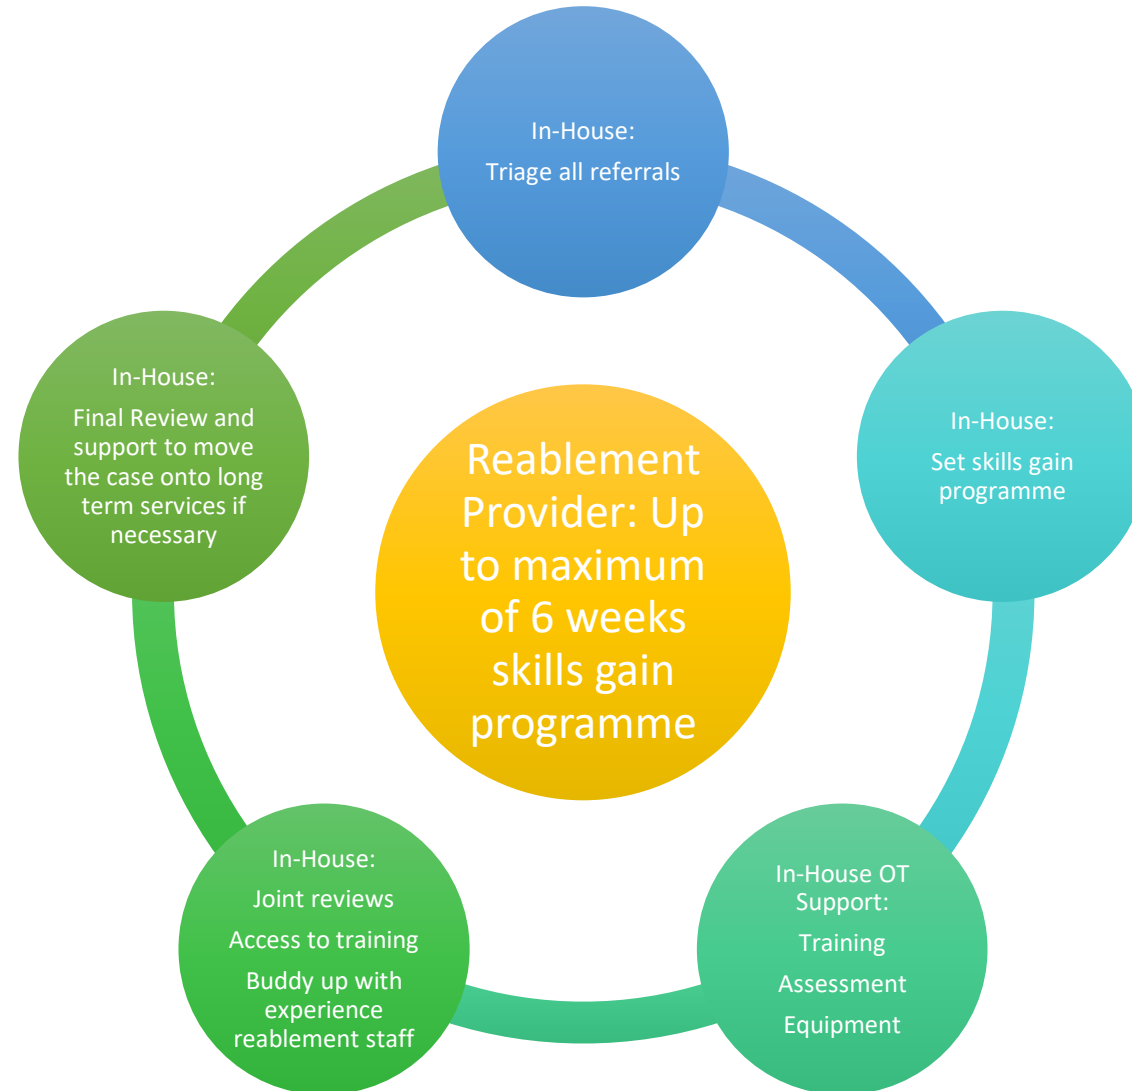 In-House:
Triage all referrals
In-House:
Set skills gain
programme
In-House OT
Support:
Training
Assessment
Equipment
In-House:
Joint reviews
Access to training
Buddy up with
experience
reablement staff
In-House:
Final Review and
support to move
the case onto long
term services if
necessary
Reablement
Provider: Up
to maximum
of 6 weeks
skills gain
programme